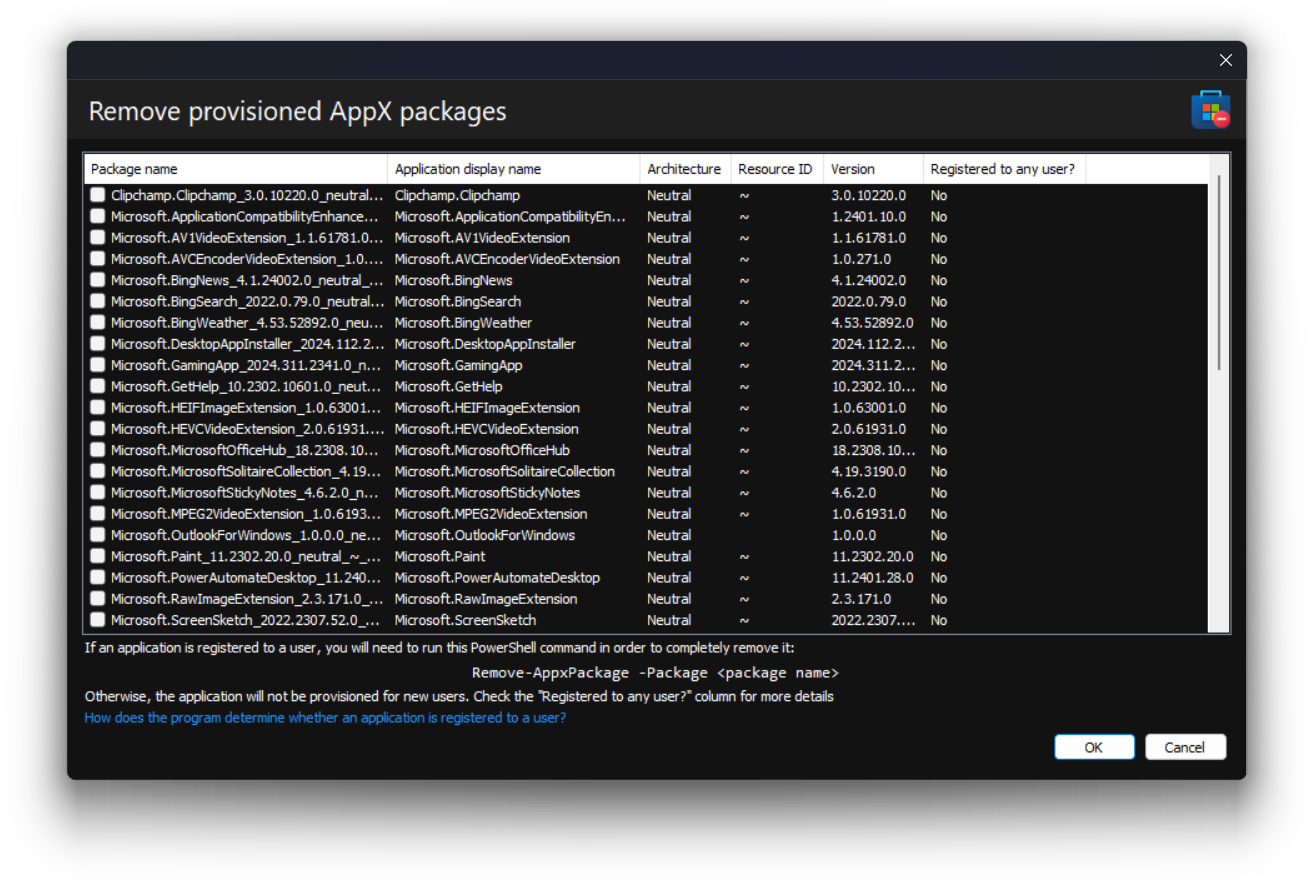 Remove provisioned AppX packages
Package name Application display name Architecture Resource ID Version Registered to any user?
Clipchamp.Clipchamp_3.0.10220.0_neutral... Clipchamp.Clipchamp Neutral ~ 3.0.10220.0 No
Microsoft.ApplicationCompatibilityEnhance... Microsoft.ApplicationCompatibilityEn... Neutral ~ 1.2401.10.0 No
Microsoft.AV1VideoExtension_1.1.61781.0... Microsoft.AV1VideoExtension Neutral ~ 1.1.61781.0 No
Microsoft.AVCEncoderVideoExtension_1.0.... Microsoft.AVCEncoderVideoExtension Neutral ~ 1.0.271.0 No
Microsoft.BingNews_4.1.24002.0_neutral_... Microsoft.BingNews Neutral ~ 4.1.24002.0 No
Microsoft.BingSearch_2022.0.79.0_neutral... Microsoft.BingSearch Neutral ~ 2022.0.79.0 No
Microsoft.BingWeather_4.53.52892.0_neu... Microsoft.BingWeather Neutral ~ 4.53.52892.0 No
Microsoft.DesktopAppInstaller_2024.112.2... Microsoft.DesktopAppInstaller Neutral ~ 2024.112.2... No
Microsoft.GamingApp_2024.311.2341.0_n... Microsoft.GamingApp Neutral ~ 2024.311.2... No
Microsoft.GetHelp_10.2302.10601.0_neut... Microsoft.GetHelp Neutral ~ 10.2302.10... No
Microsoft.HEIFImageExtension_1.0.63001... Microsoft.HEIFImageExtension Neutral ~ 1.0.63001.0 No
Microsoft.HEVCVideoExtension_2.0.61931.... Microsoft.HEVCVideoExtension Neutral ~ 2.0.61931.0 No
Microsoft.MicrosoftOfficeHub_18.2308.10... Microsoft.MicrosoftOfficeHub Neutral ~ 18.2308.10... No
Microsoft.MicrosoftSolitaireCollection_4.19... Microsoft.MicrosoftSolitaireCollection Neutral ~ 4.19.3190.0 No
Microsoft.MicrosoftStickyNotes_4.6.2.0_n... Microsoft.MicrosoftStickyNotes Neutral ~ 4.6.2.0 No
Microsoft.MPEG2VideoExtension_1.0.6193... Microsoft.MPEG2VideoExtension Neutral ~ 1.0.61931.0 No
Microsoft.OutlookForWindows_1.0.0.0_ne... Microsoft.OutlookForWindows Neutral 1.0.0.0 No
Microsoft.Paint_11.2302.20.0_neutral_~_... Microsoft.Paint Neutral ~ 11.2302.20.0 No
Microsoft.PowerAutomateDesktop_11.240... Microsoft.PowerAutomateDesktop Neutral ~ 11.2401.28.0 No
Microsoft.RawImageExtension_2.3.171.0_... Microsoft.RawImageExtension Neutral ~ 2.3.171.0 No
Microsoft.ScreenSketch_2022.2307.52.0_... Microsoft.ScreenSketch Neutral ~ 2022.2307.... No
If an application is registered to a user, you will need to run this PowerShell command in order to completely remove it:
Remove-AppxPackage -Package <package name>
Otherwise, the application will not be provisioned for new users. Check the "Registered to any user?" column for more details
How does the program determine whether an application is registered to a user?
OK Cancel